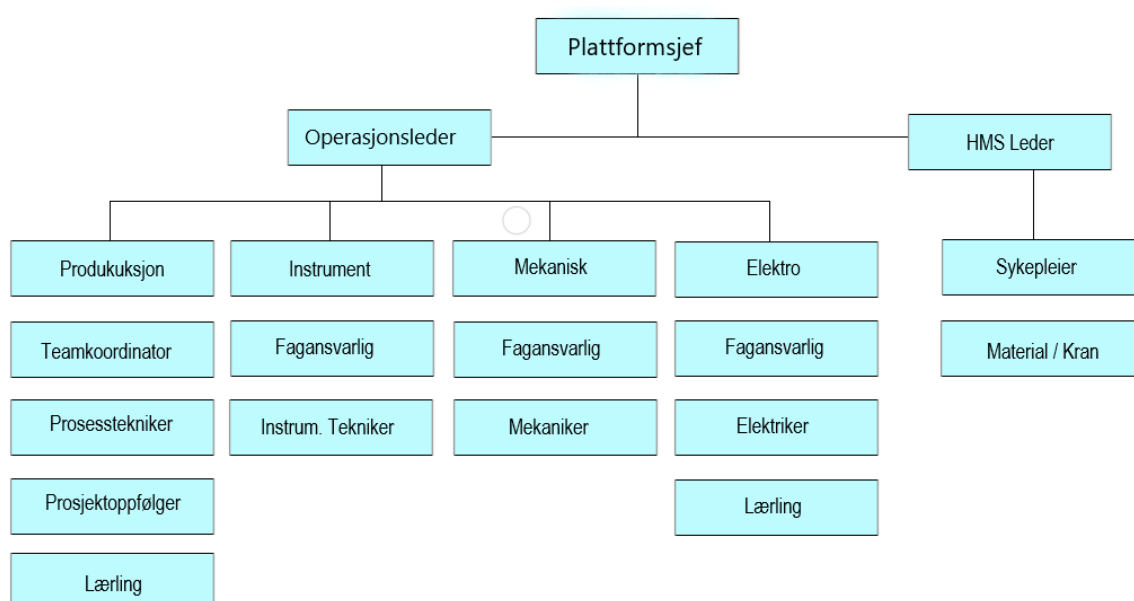 Plattformsjef
Operasjonsleder
HMS Leder
Produkuksjon
Instrument
Mekanisk
Elektro
Sykepleier
Teamkoordinator
Fagansvarlig
Fagansvarlig
Fagansvarlig
Material / Kran
Prosesstekniker
Instrum. Tekniker
Mekaniker
Elektriker
Prosjektoppfølger
Lærling
Lærling